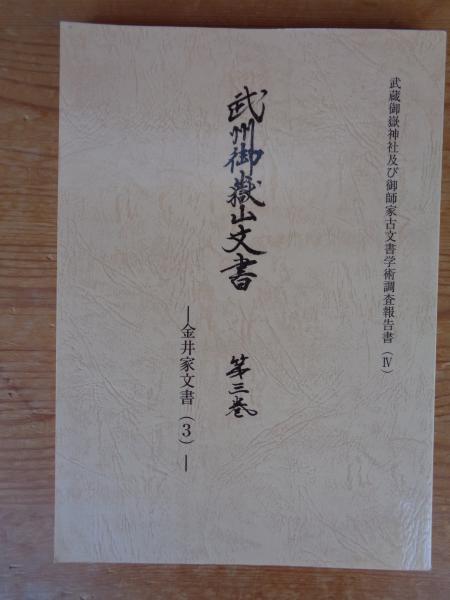 武蔵御嶽神社及び御師家古文書学術調査報告書(Ⅳ)
武州御嶽山文書 第三巻
―金井家文書(3)―